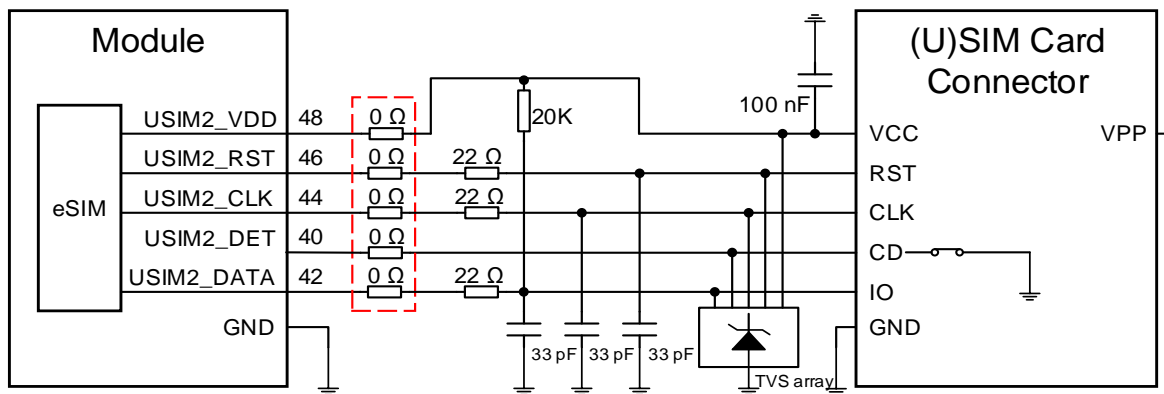 Module
(U)SIM Card
Connector
eSIM
USIM2_VDD 48 0 Ω
20K
100 nF
VCC
VPP
USIM2_RST 46 0 Ω 22 Ω
RST
USIM2_CLK 44 0 Ω 22 Ω
CLK
USIM2_DET 40 0 Ω
CD
USIM2_DATA 42 0 Ω 22 Ω
IO
GND
GND
33 pF 33 pF 33 pF
TVS array